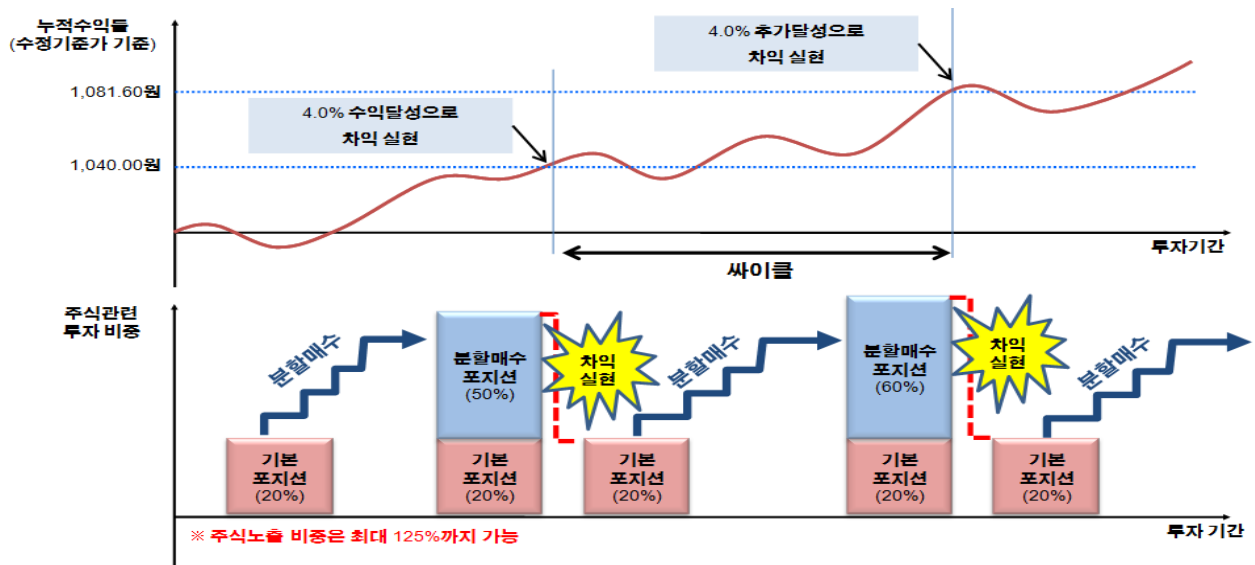 누적수익률
(수정기준가 기준)
4.0% 추가달성으로
차익 실현
1,081.60원
4.0% 수익달성으로
차익 실현
1,040.00원
투자기간
싸이클
주식관련
투자 비중
분할매수
분할매수
포지션
(50%)
차익
실현
분할매수
분할매수
포지션
(60%)
차익
실현
분할매수
기본
포지션
(20%)
기본
포지션
(20%)
기본
포지션
(20%)
기본
포지션
(20%)
기본
포지션
(20%)
※ 주식노출 비중은 최대 125%까지 가능
투자 기간